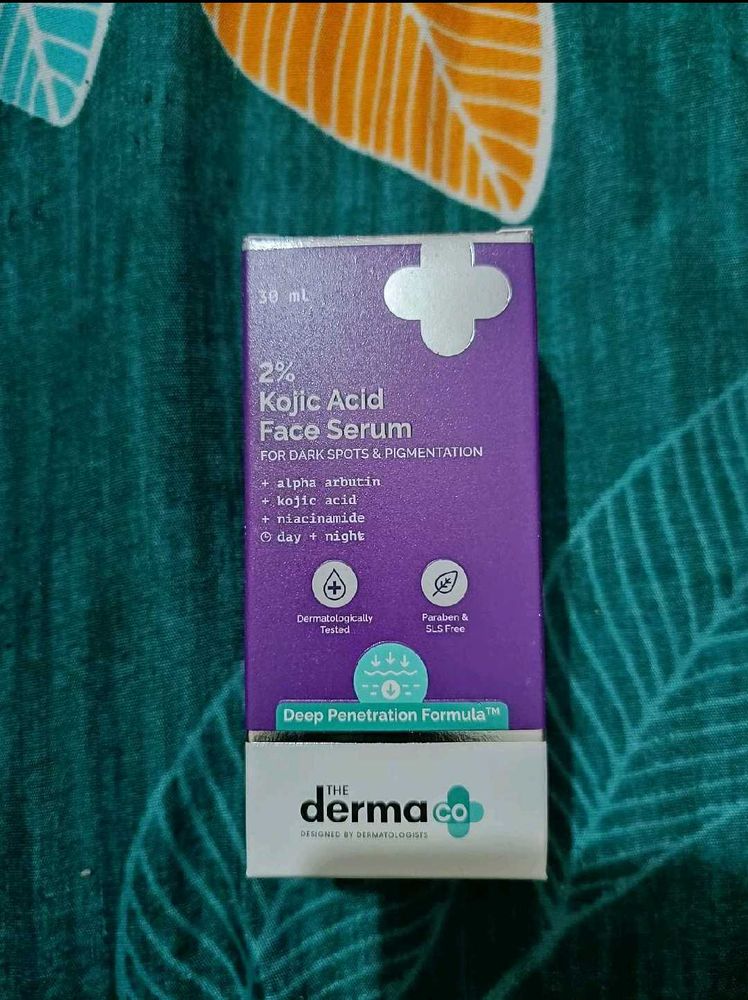 30 ml
2%
Kojic Acid
Face Serum
FOR DARK SPOTS & PIGMENTATION
+ alpha arbutin
+ kojic acid
+ niacinamide
day + night
Dermatologically
Tested
Paraben &
SLS Free
Deep Penetration Formula™
THE
derma co
DESIGNED BY DERMATOLOGISTS